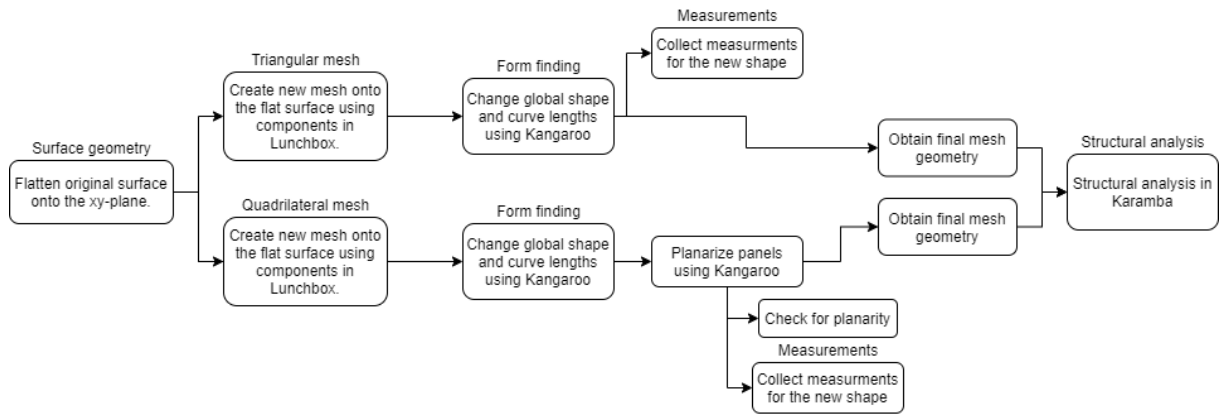 Measurements
Collect measurments
for the new shape
Triangular mesh
Create new mesh onto
the flat surface using
components in
Lunchbox.
Form finding
Change global shape
and curve lengths
using Kangaroo
Obtain final mesh
geometry
Surface geometry
Flatten original surface
onto the xy-plane.
Structural analysis
Structural analysis in
Karamba
Quadrilateral mesh
Create new mesh onto
the flat surface using
components in
Lunchbox.
Form finding
Change global shape
and curve lengths
using Kangaroo
Planarize panels
using Kangaroo
Obtain final mesh
geometry
Check for planarity
Measurements
Collect measurments
for the new shape